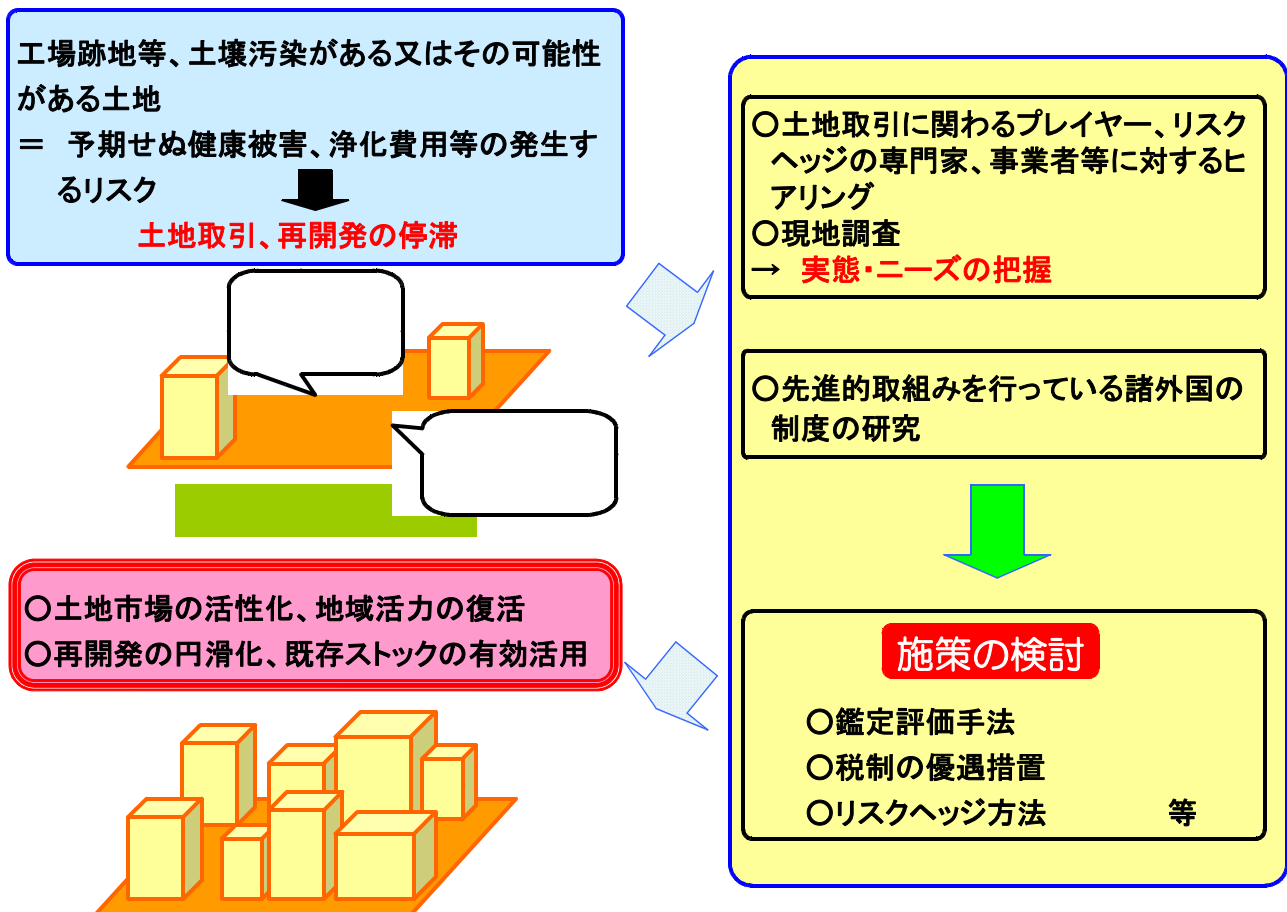 工場跡地等、土壌汚染がある又はその可能性
がある土地
＝ 予期せぬ健康被害、浄化費用等の発生す
るリスク
土地取引、再開発の停滞
○土地取引に関わるプレイヤー、リスク
ヘッジの専門家、事業者等に対するヒ
アリング
○現地調査
→ 実態・ニーズの把握
○先進的取組みを行っている諸外国の
制度の研究
施策の検討
○鑑定評価手法
○税制の優遇措置
○リスクヘッジ方法 等
○土地市場の活性化、地域活力の復活
○再開発の円滑化、既存ストックの有効活用